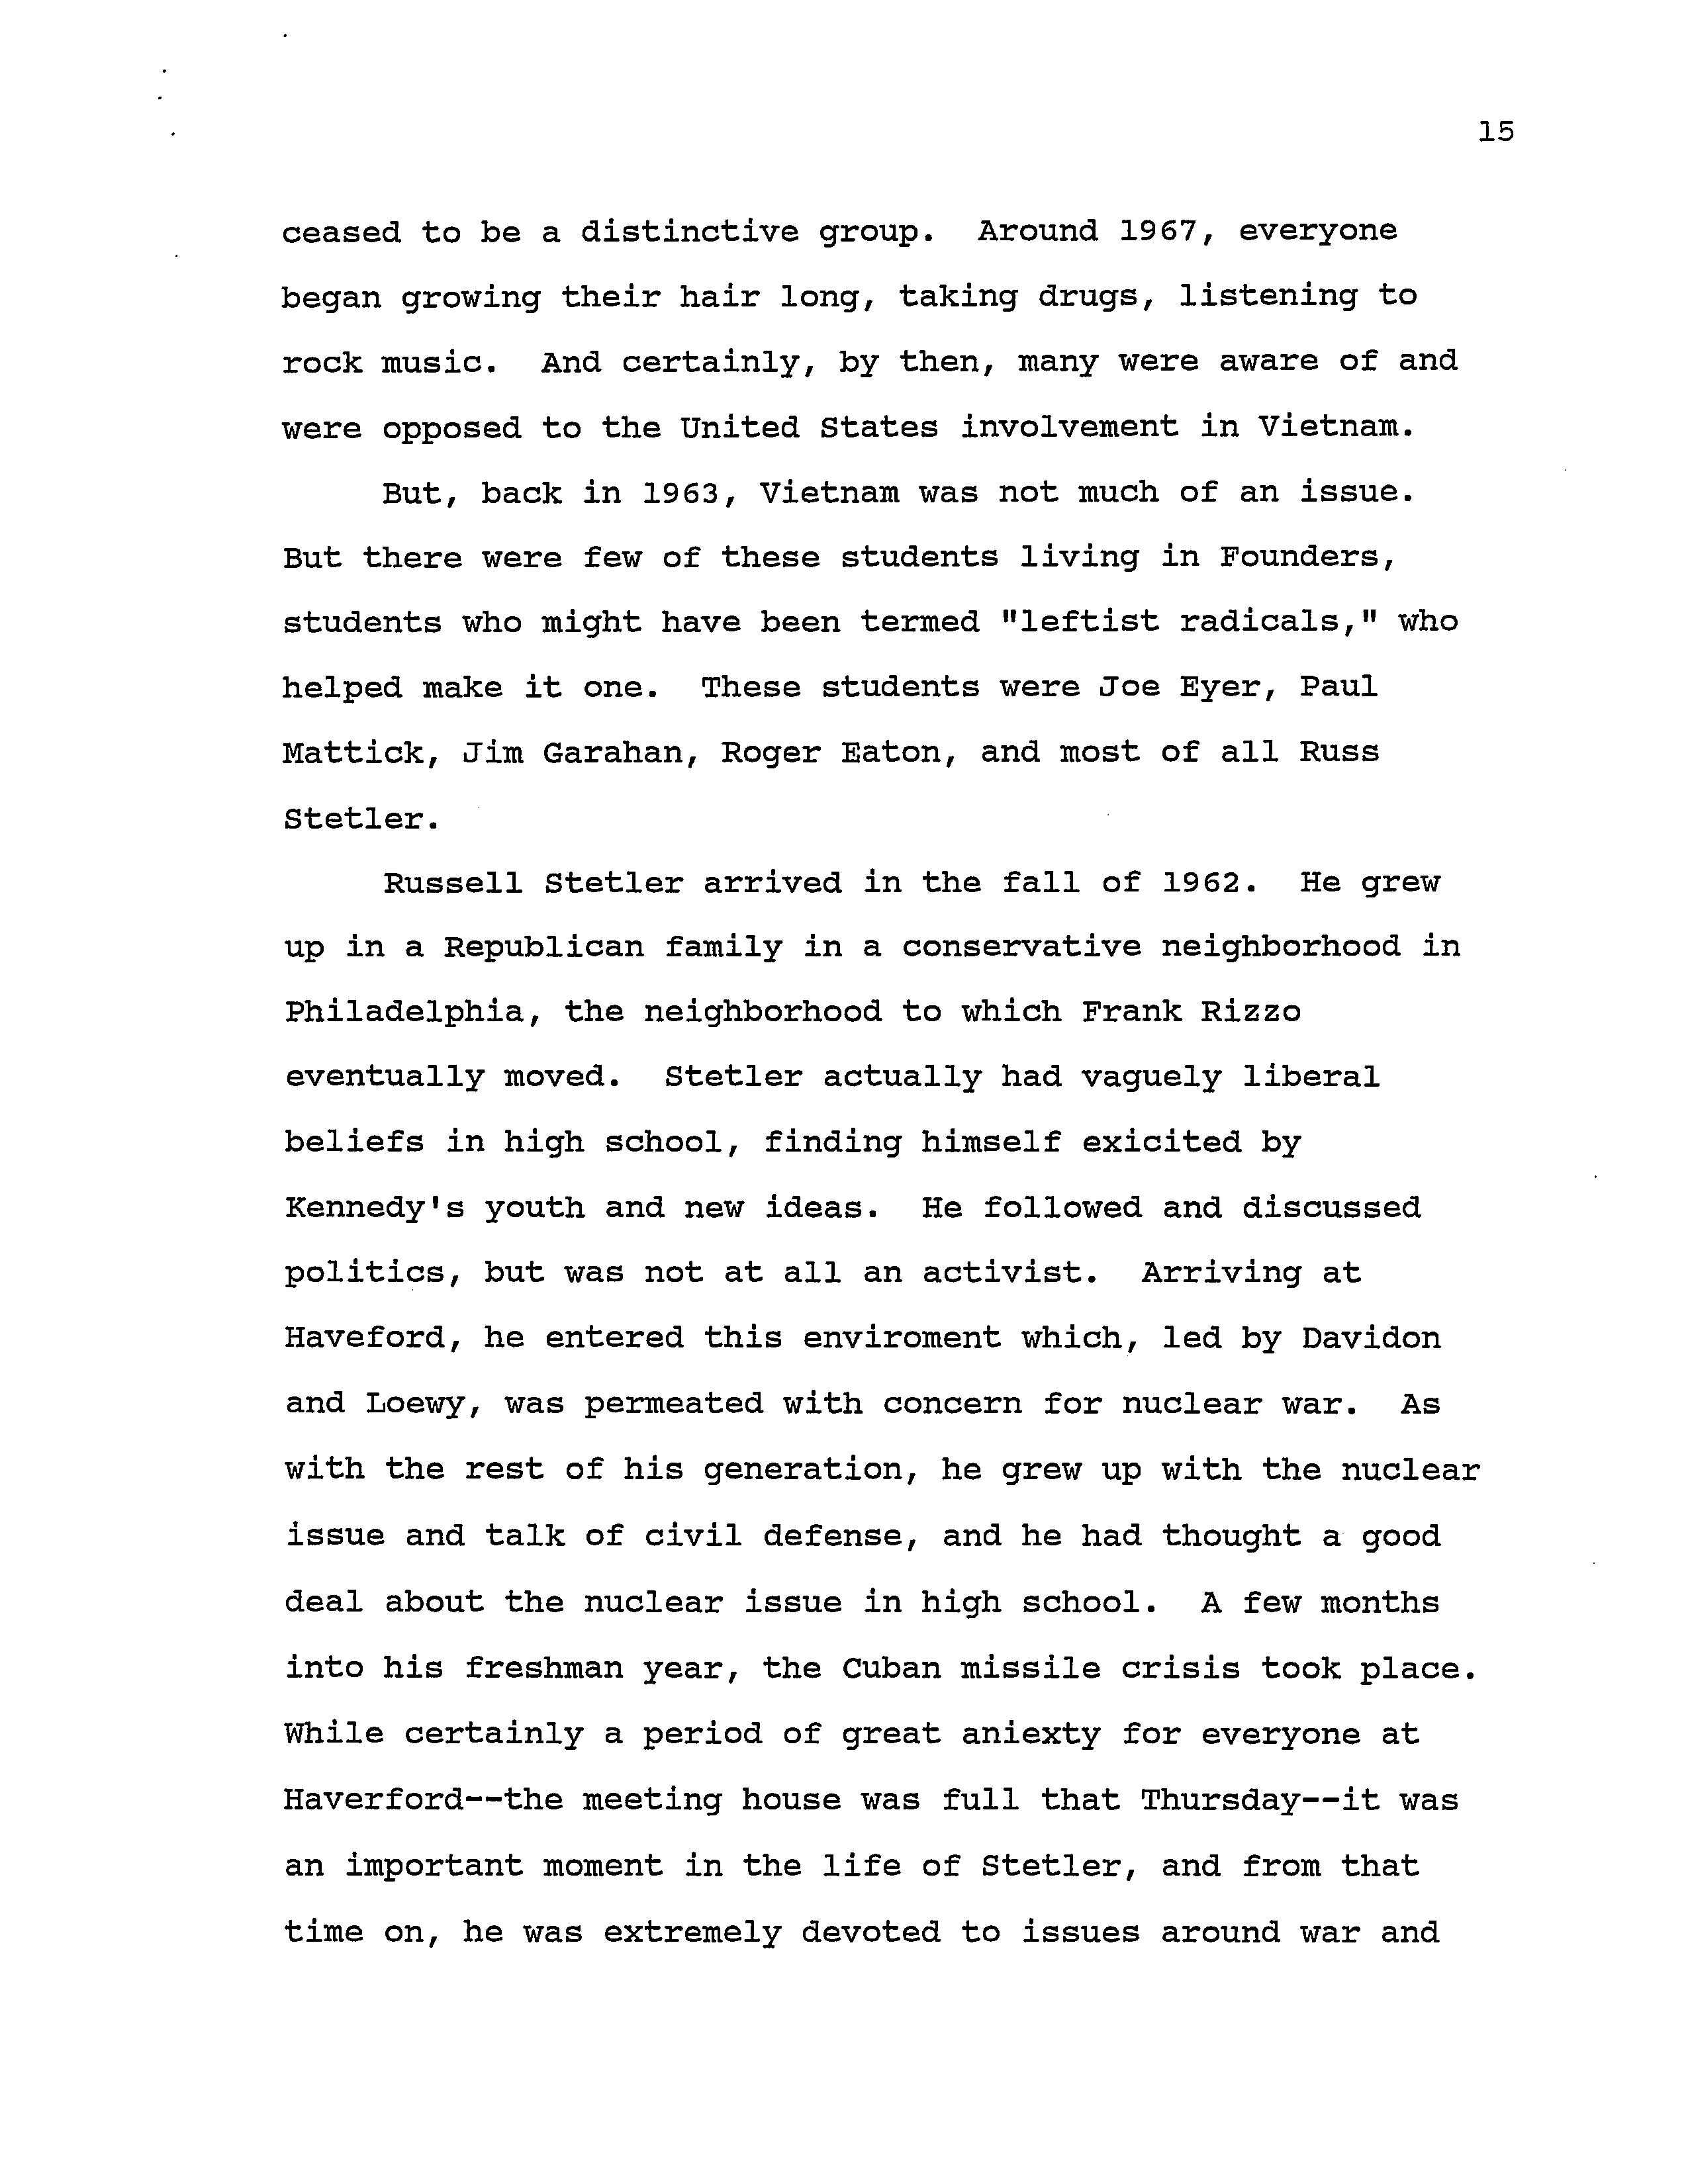 15
ceased to be a distinctive group.  Around 1967, everyone
began growing their hair long, taking drugs, listening to
rock music.  And certainly, by then, many were aware of and
were opposed to the United States involvement in Vietnam.
But, back in 1963, Vietnam was not much of an issue.
But there were few of these students living in Founders,
students who might have been termed "leftist radicals," who
helped make it one.  These students were Joe Eyer, Paul
Mattick, Jim Garahan, Roger Eaton, and most of all Russ
Stetler.
Russell Stetler arrived in the fall of 1962.  He grew
up in a Republican family in a conservative neighborhood in
Philadelphia, the neighborhood to which Frank Rizzo
eventually moved.  Stetler actually had vaguely liberal
beliefs in high school, finding himself exicited by
Kennedy's youth and new ideas.  He followed and discussed
politics, but was not at all an activist.  Arriving at
Haveford, he entered this enviroment which, led by Davidon
and Loewy, was permeated with concern for nuclear war.  As
with the rest of his generation, he grew up with the nuclear
issue and talk of civil defense, and he had thought a good
deal about the nuclear issue in high school.  A few months
into his freshman year, the Cuban missile crisis took place.
While certainly a period of great aniexty for everyone at
Haverford--the meeting house was full that Thursday--it was
an important moment in the life of Stetler, and from that
time on, he was extremely devoted to issues around war and